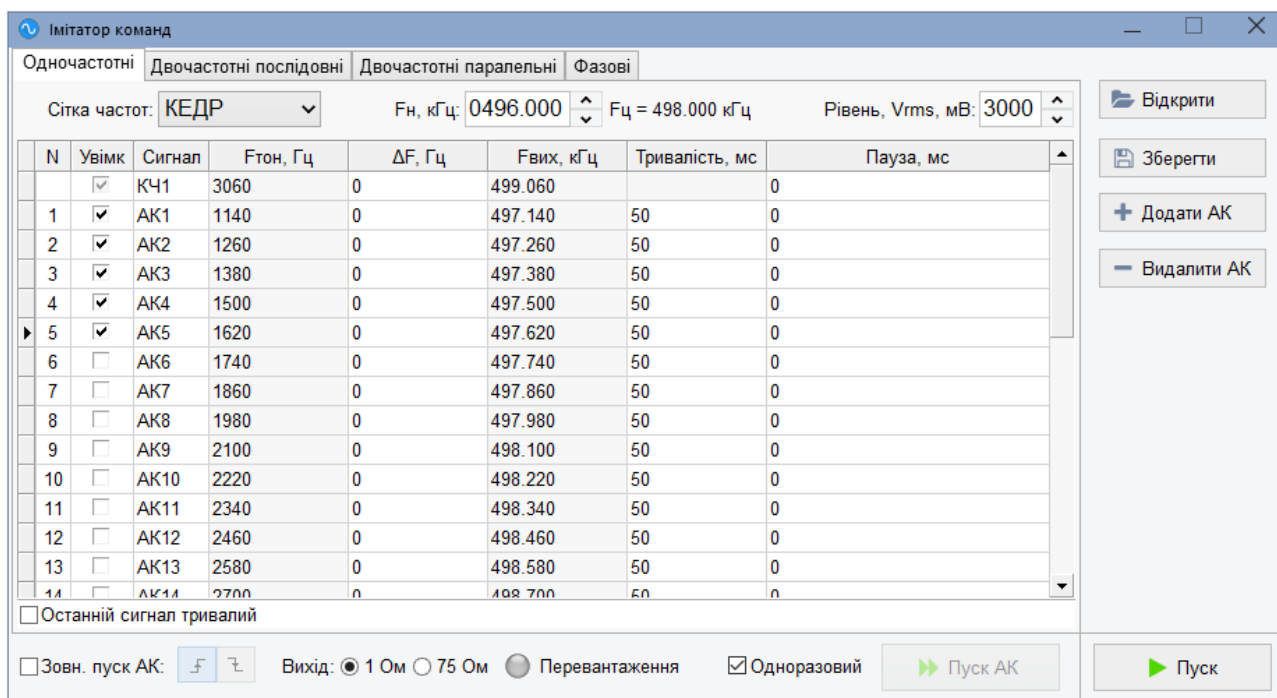 Імітатор команд
Одночастотні Двочастотні послідовні Двочастотні паралельні Фазові
Сітка частот: КЕДР Fн, кГц: 0496.000 Fц = 498.000 кГц Рівень, Vrms, мВ: 3000
N Увімк Сигнал Fтон, Гц ΔF, Гц Fвих, кГц Тривалість, мс Пауза, мс
КЧ1 3060 0 499.060 0
1 АК1 1140 0 497.140 50 0
2 АК2 1260 0 497.260 50 0
3 АК3 1380 0 497.380 50 0
4 АК4 1500 0 497.500 50 0
5 АК5 1620 0 497.620 50 0
6 АК6 1740 0 497.740 50 0
7 АК7 1860 0 497.860 50 0
8 АК8 1980 0 497.980 50 0
9 АК9 2100 0 498.100 50 0
10 АК10 2220 0 498.220 50 0
11 АК11 2340 0 498.340 50 0
12 АК12 2460 0 498.460 50 0
13 АК13 2580 0 498.580 50 0
14 АК14 2700 0 498.700 50 0
Останній сигнал тривалий
Зовн. пуск АК: Вихід: 1 Ом 75 Ом Перевантаження Одноразовий Пуск АК
Відкрити
Зберегти
Додати АК
Видалити АК
Пуск